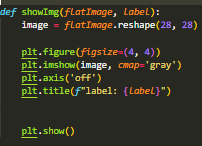 def showImg(flatImage, label):
    image = flatImage.reshape(28, 28)

    plt.figure(figsize=(4, 4))
    plt.imshow(image, cmap='gray')
    plt.axis('off')
    plt.title(f"label: {label}")


    plt.show()